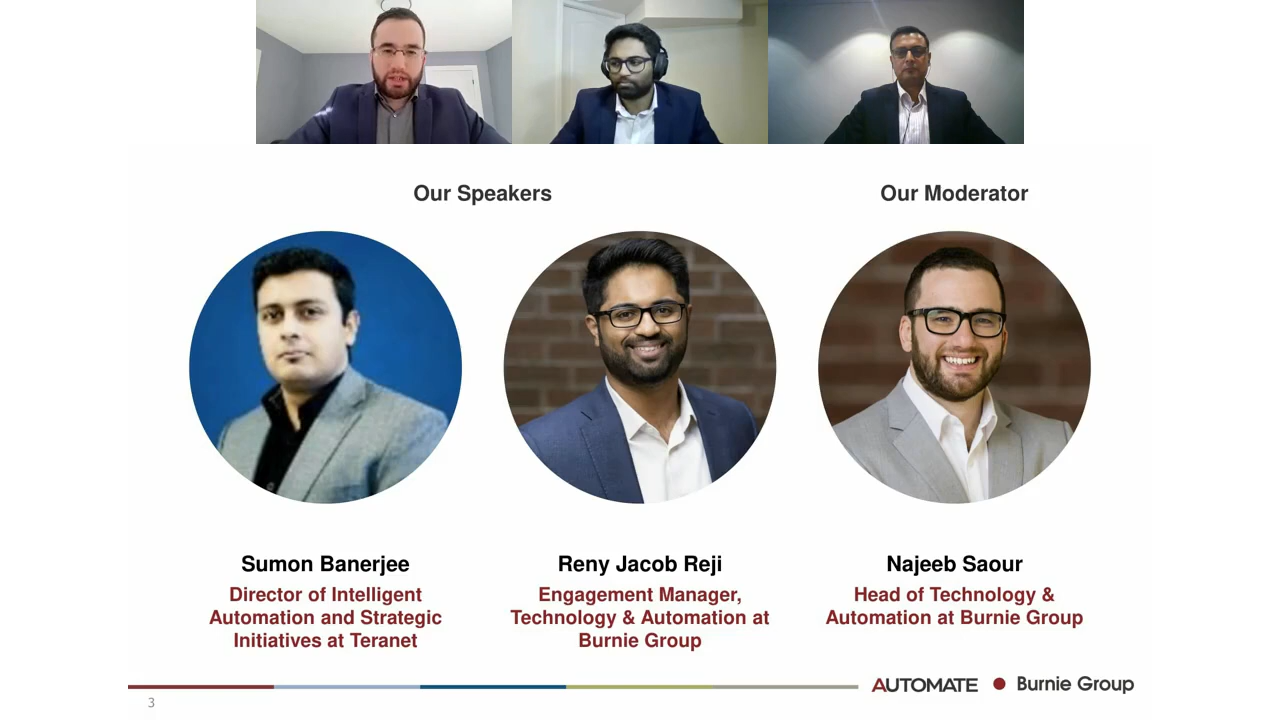 Our Speakers
Our Moderator
Sumon Banerjee
Director of Intelligent
Automation and Strategic
Initiatives at Teranet
Reny Jacob Reji
Engagement Manager,
Technology & Automation at
Burnie Group
Najeeb Saour
Head of Technology &
Automation at Burnie Group
3
AUTOMATE
Burnie Group